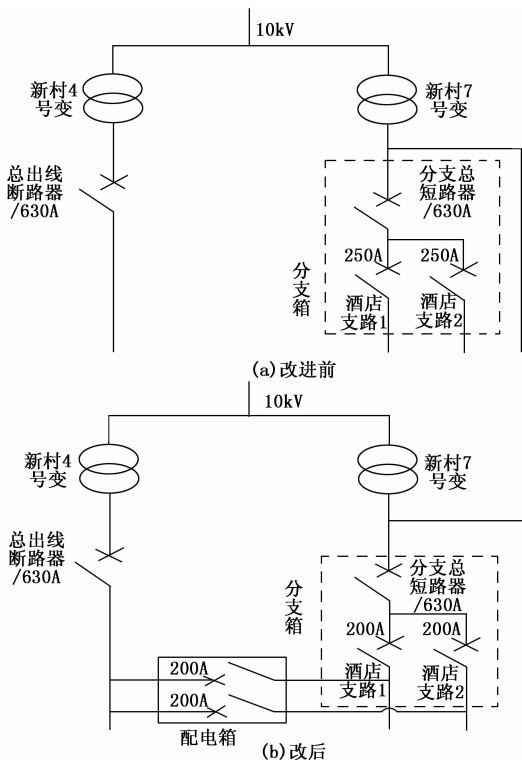 10kV
新村4
号变
新村7
号变
总出线
断路器
/630A
分支总
短路器
/630A
分支箱
250A
250A
酒店
支路1
酒店
支路2
(a)改进前
10kV
新村4
号变
新村7
号变
总出线
断路器
/630A
分支总
短路器
/630A
分支箱
200A
200A
酒店
支路1
酒店
支路2
200A
200A
配电箱
(b)改后